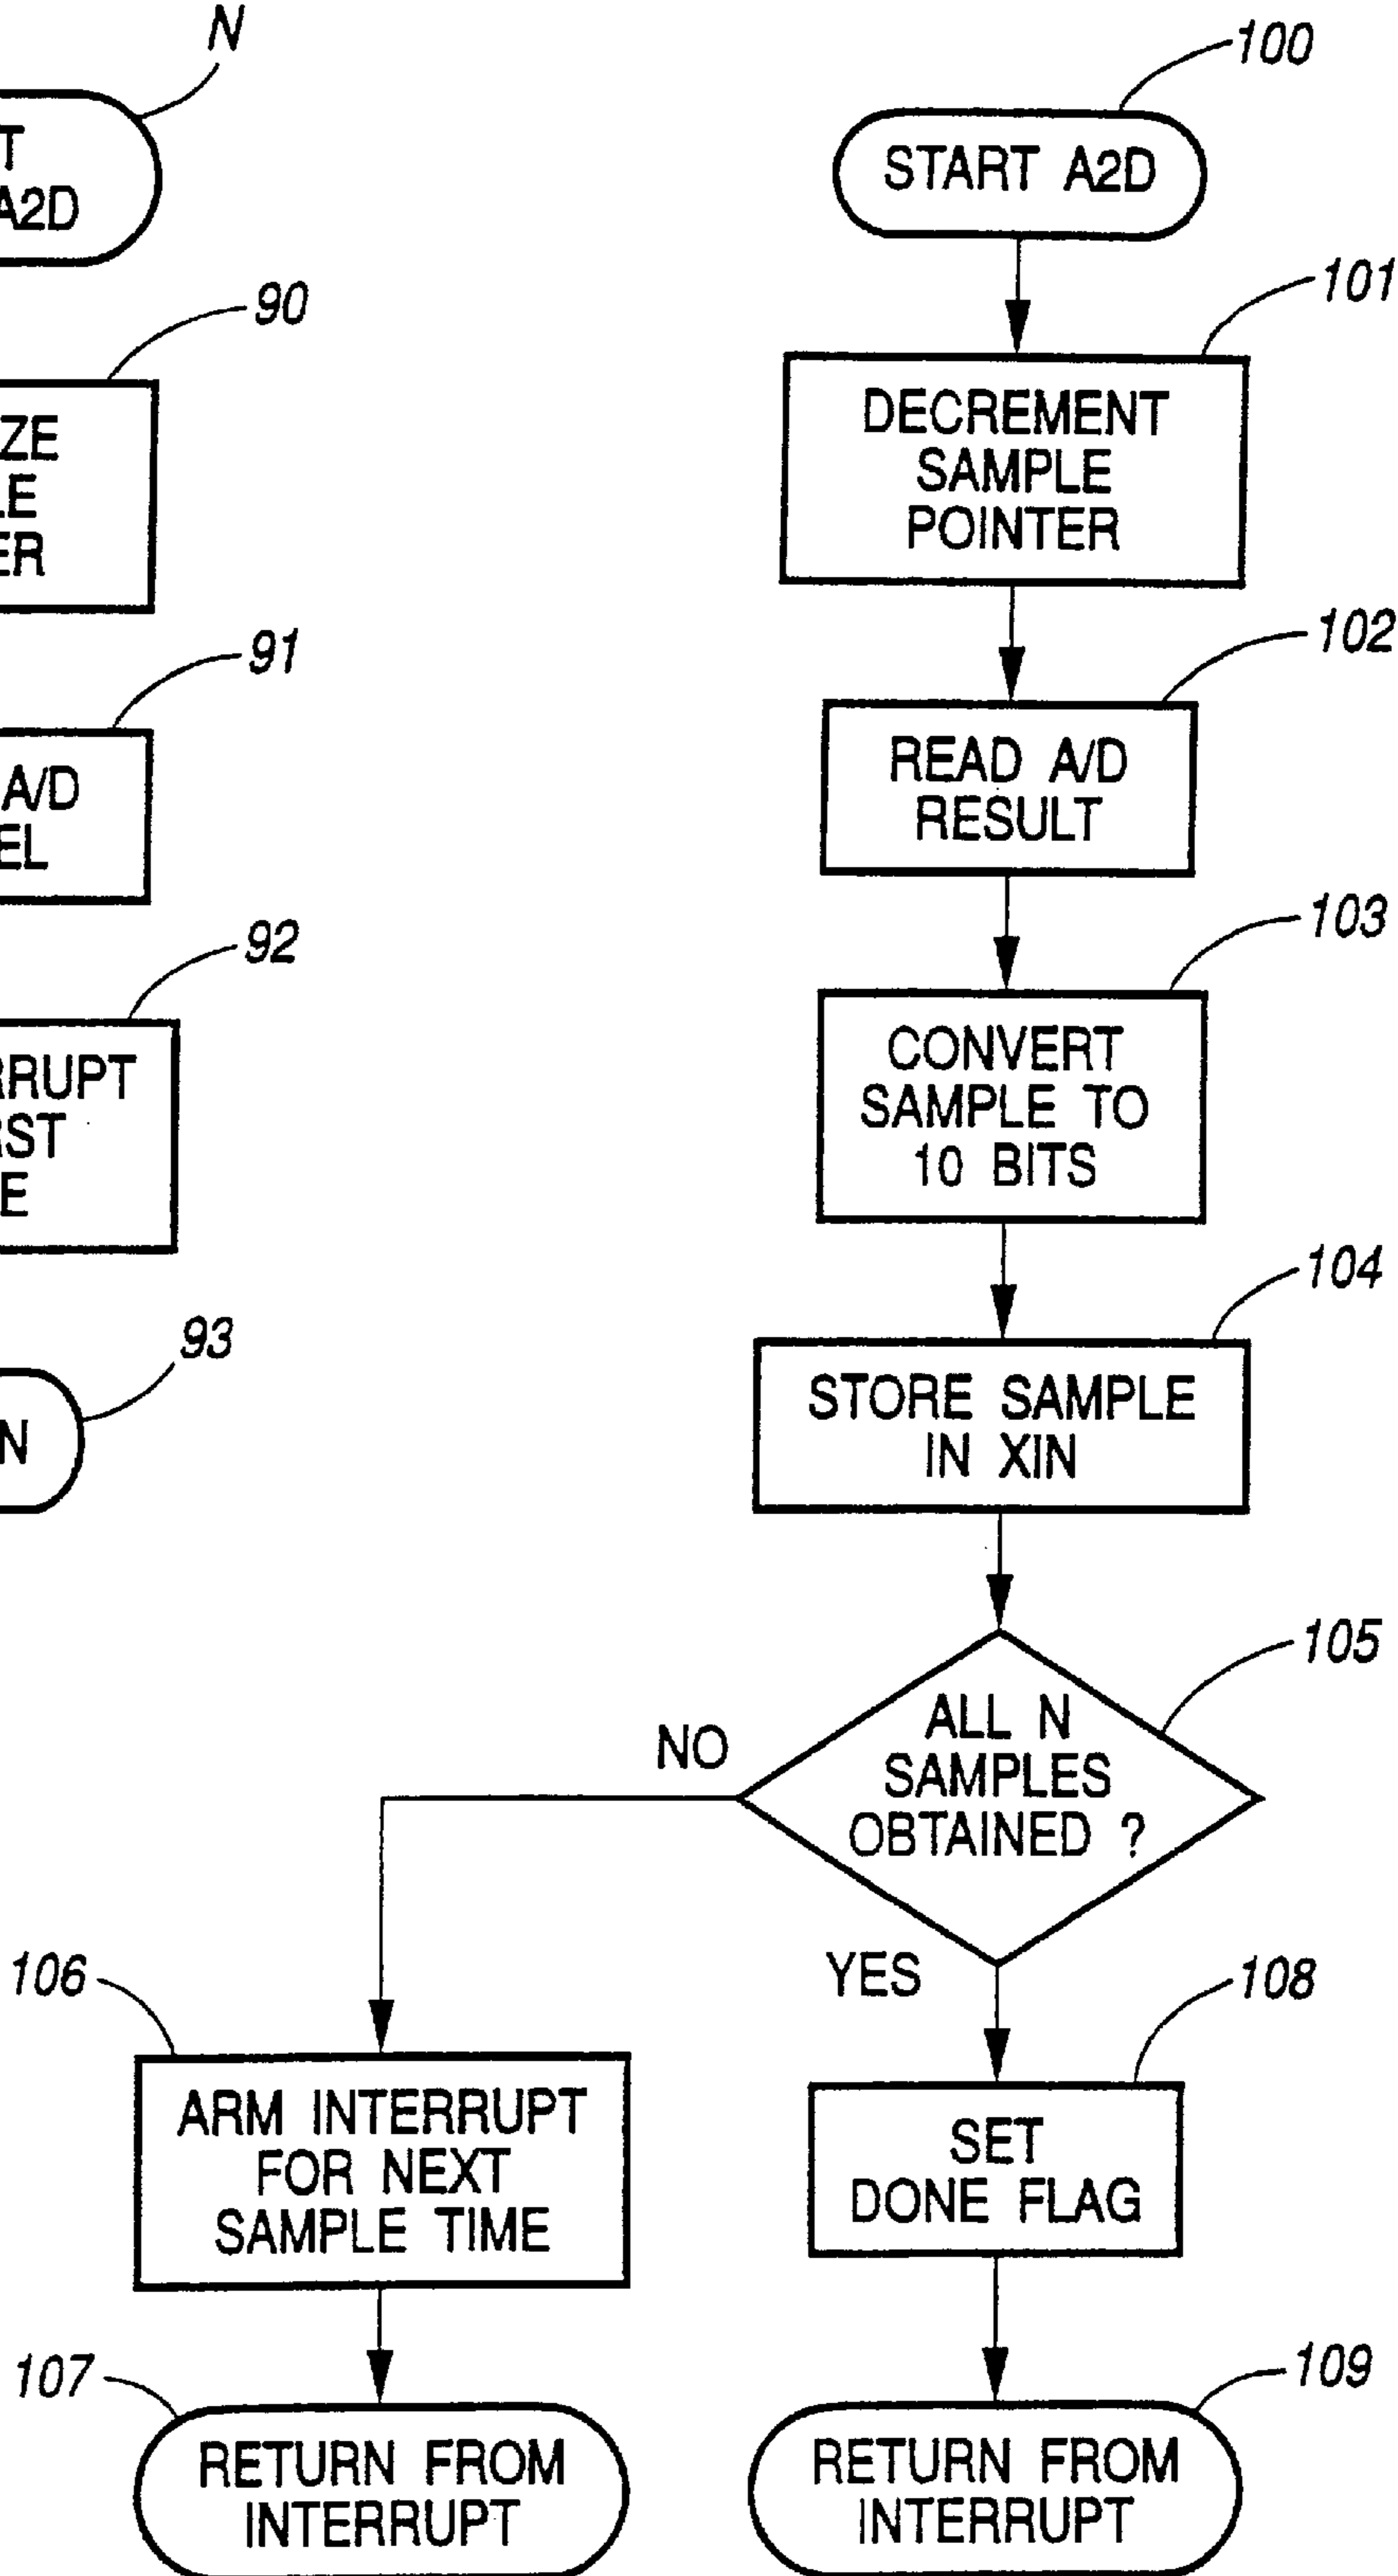 N
T
A2D
90
ZE
LE
ER
91
A/D
EL
92
RRUPT
RST
E
93
N
100
START A2D
101
DECREMENT
SAMPLE
POINTER
102
READ A/D
RESULT
103
CONVERT
SAMPLE TO
10 BITS
104
STORE SAMPLE
IN XIN
105
ALL N
SAMPLES
OBTAINED ?
NO
YES
106
ARM INTERRUPT
FOR NEXT
SAMPLE TIME
107
RETURN FROM
INTERRUPT
108
SET
DONE FLAG
109
RETURN FROM
INTERRUPT